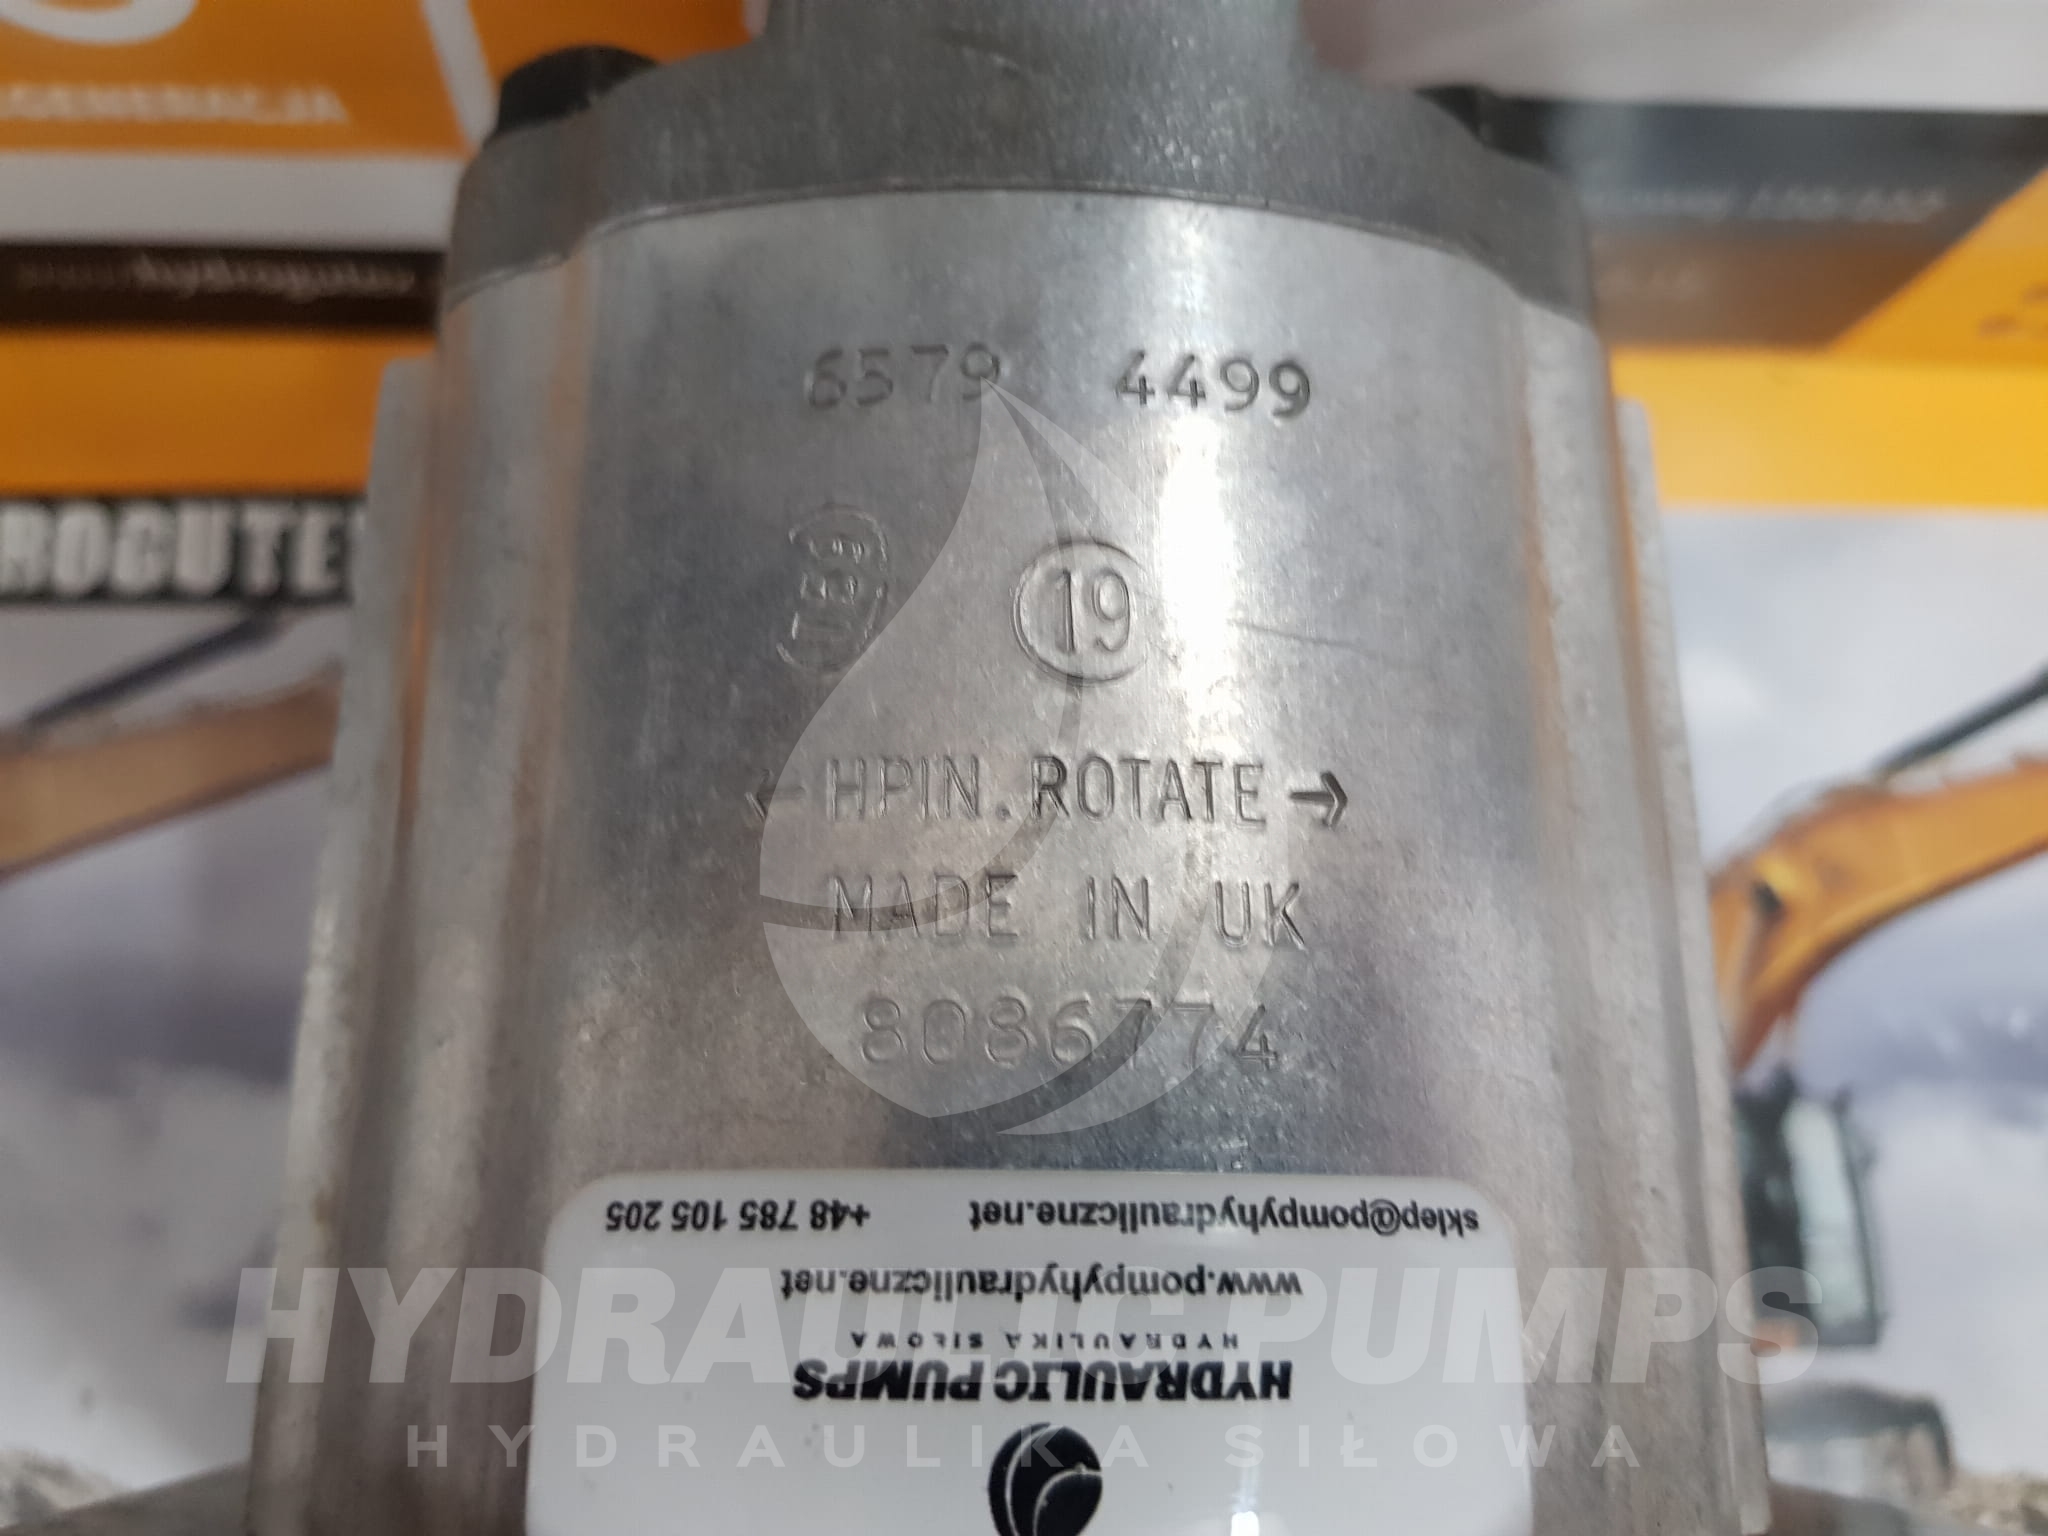 REGENERACJA
6579 4499
19
← HPIN.ROTATE →
MADE IN UK
8086774
sklep@pompyhydrauliczne.net +48 785 105 205
www.pompyhydrauliczne.net
HYDRAULIKA SIŁOWA
HYDRAULIC PUMPS
HYDRAULIC PUMPS
HYDRAULIKA SIŁOWA